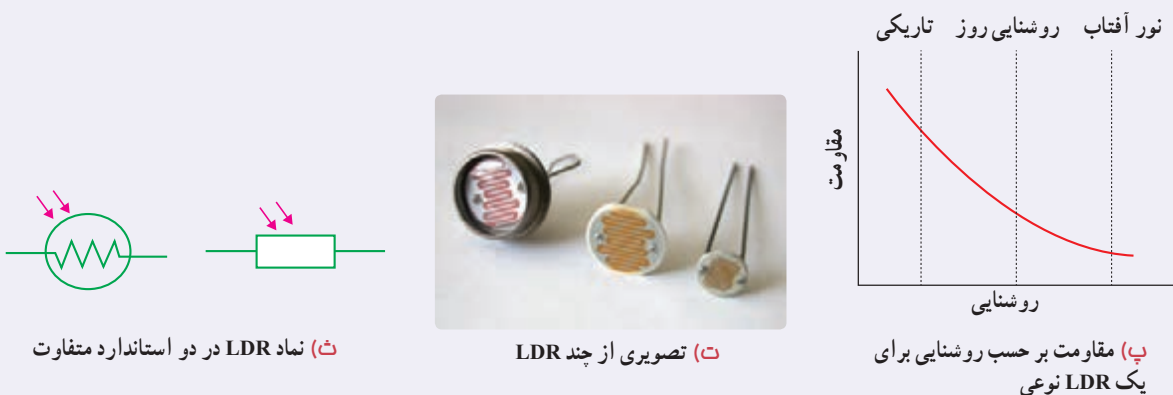 نور آفتاب
روشنایی روز
تاریکی
مقاومت
روشنایی
پ) مقاومت بر حسب روشنایی برای
یک LDR نوعی
ت) تصویری از چند LDR
ث) نماد LDR در دو استاندارد متفاوت